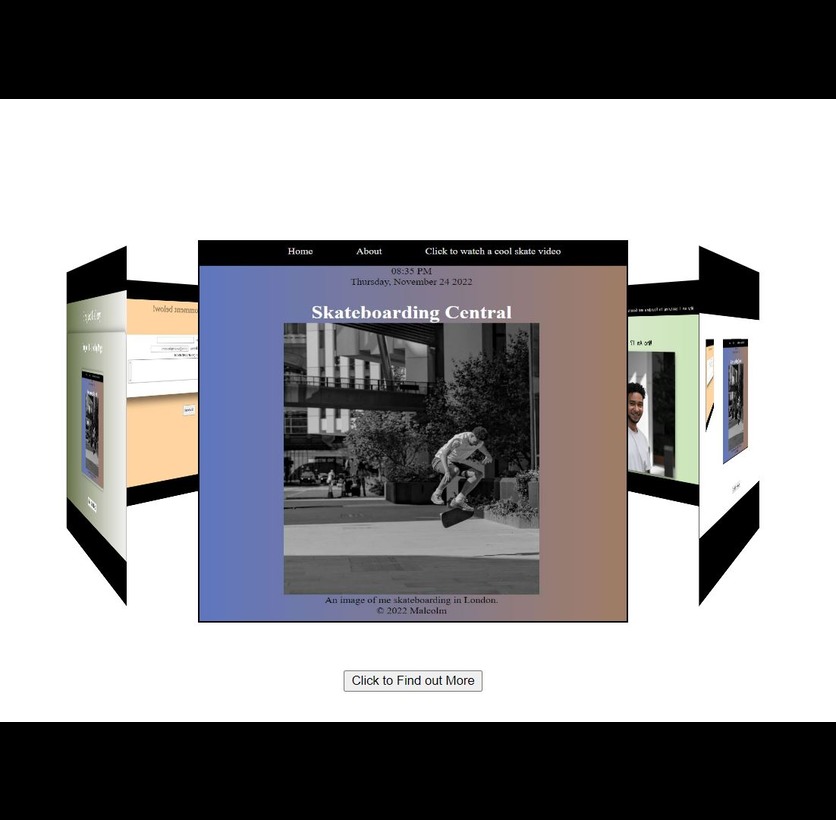 Home About Click to watch a cool skate video
08:35 PM
Thursday, November 24 2022
Skateboarding Central
An image of me skateboarding in London.
© 2022 Malcolm
Click to Find out More